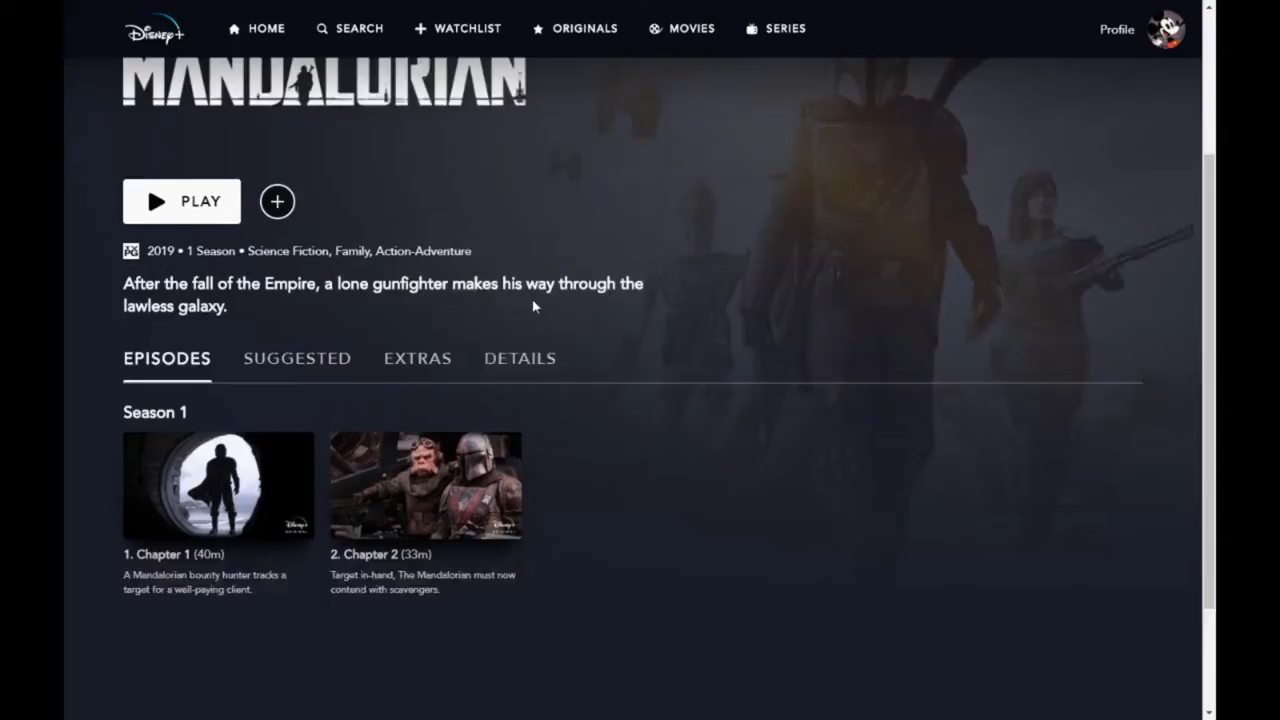 Disney+
HOME
SEARCH
WATCHLIST
ORIGINALS
MOVIES
SERIES
Profile
MANDALORIAN
PLAY
2019 • 1 Season • Science Fiction, Family, Action-Adventure
After the fall of the Empire, a lone gunfighter makes his way through the
lawless galaxy.
EPISODES
SUGGESTED
EXTRAS
DETAILS
Season 1
Disney+
Disney+
1. Chapter 1 (40m)
2. Chapter 2 (33m)
A Mandalorian bounty hunter tracks a
target for a well-paying client.
Target in-hand, The Mandalorian must now
contend with scavengers.